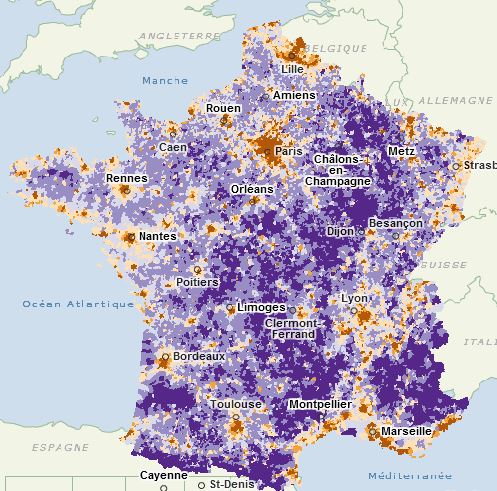 ANGLETERRE
BELGIQUE
Manche
Lille
Amiens
ALLEMAGNE
Rouen
Caen
Paris
Metz
Châlons-
en-
Champagne
Strasb
Rennes
Orléans
Dijon
Besançon
Nantes
Poitiers
SUISSE
Océan Atlantique
Limoges
Lyon
Clermont-
Ferrand
ITALI
Bordeaux
Toulouse
Montpellier
Marseille
ESPAGNE
Cayenne
St-Denis
Méditerranée